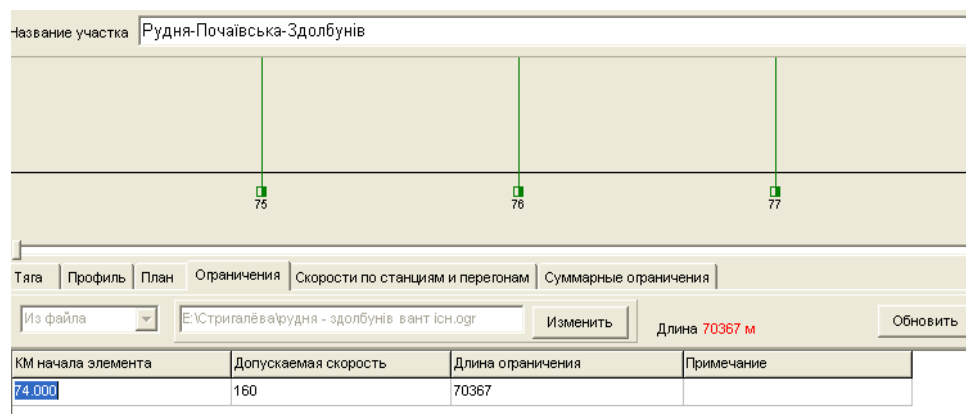 Название участка Рудня-Почаївська-Здолбунів
75 76 77
Тяга Профиль План Ограничения Скорости по станциям и перегонам Суммарные ограничения
Из файла E:\Стригалёва\рудня - здолбунів вант існ.ogr Изменить Длина 70367 м Обновить
КМ начала элемента Допускаемая скорость Длина ограничения Примечание
74.000 160 70367